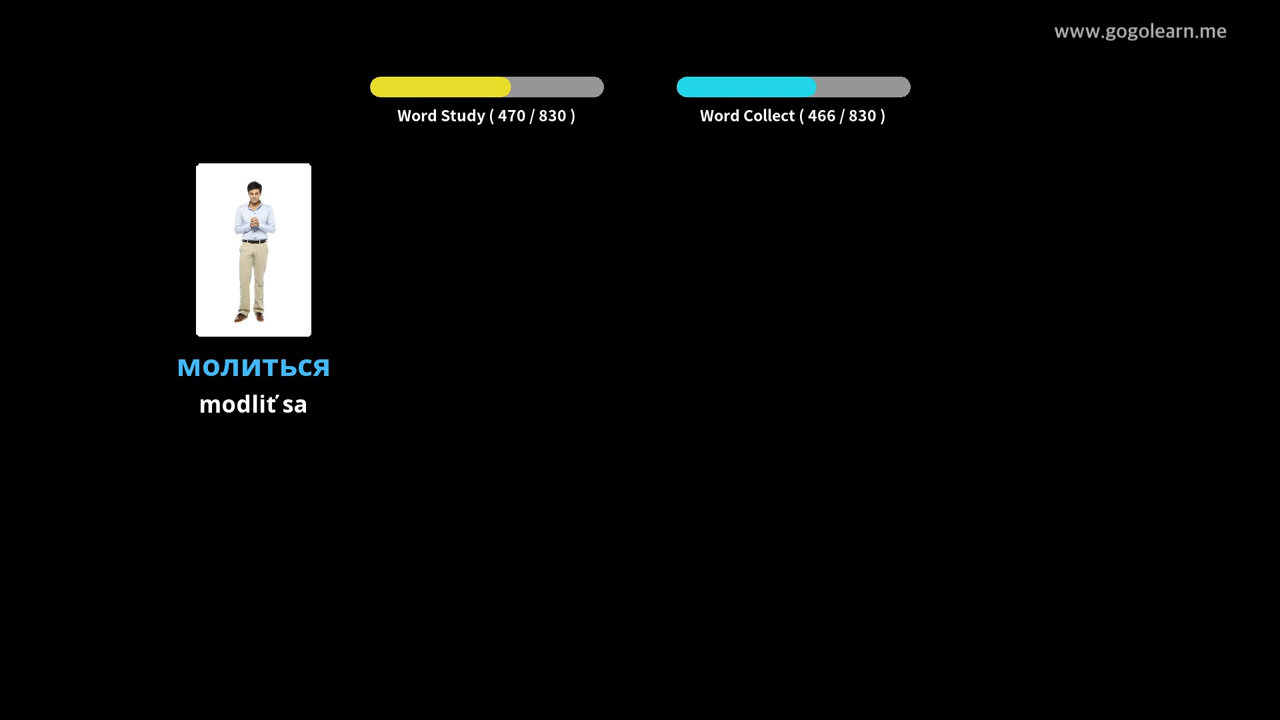 www.gogolearn.me
Word Study ( 470 / 830 )
Word Collect ( 466 / 830 )
молиться
modliť sa